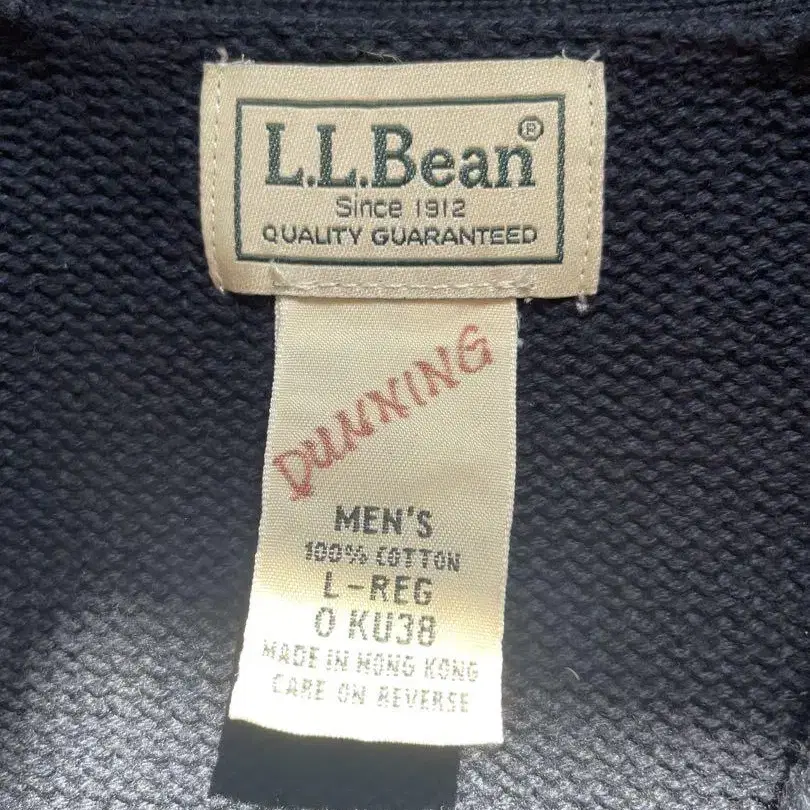 L.L.Bean®
Since 1912
QUALITY GUARANTEED
DUNNING
MEN'S
100% COTTON
L-REG
0 KU38
MADE IN HONG KONG
CARE ON REVERSE